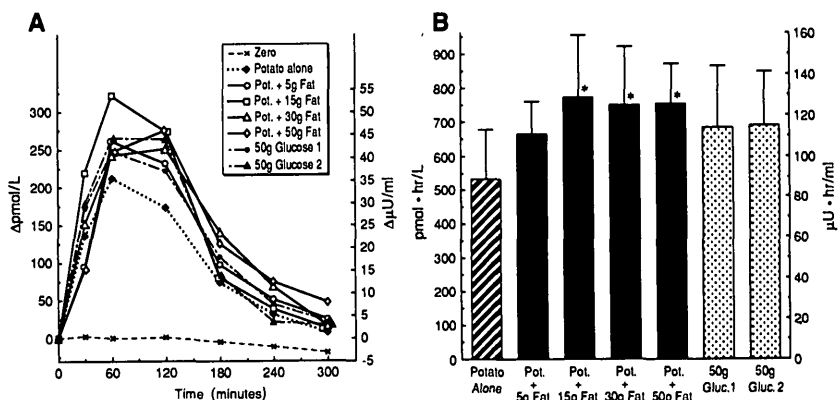 A
Δpmol/L
300
250
200
150
100
50
0
0 60 120 180 240 300
Time (minutes)
55
50
45
40
35
30
25
20
15
10
5
0
-5
ΔμU/ml
Zero
Potato alone
Pot. + 5g Fat
Pot. + 15g Fat
Pot. + 30g Fat
Pot. + 50g Fat
50g Glucose 1
50g Glucose 2
B
pmol • hr/L
900
800
700
600
500
400
300
200
100
0
160
140
120
100
80
60
40
20
0
μU • hr/ml
* * *
Potato Pot. Pot. Pot. Pot. 50g 50g
Alone + + + + Gluc.1 Gluc. 2
5g Fat 15g Fat 30g Fat 50g Fat